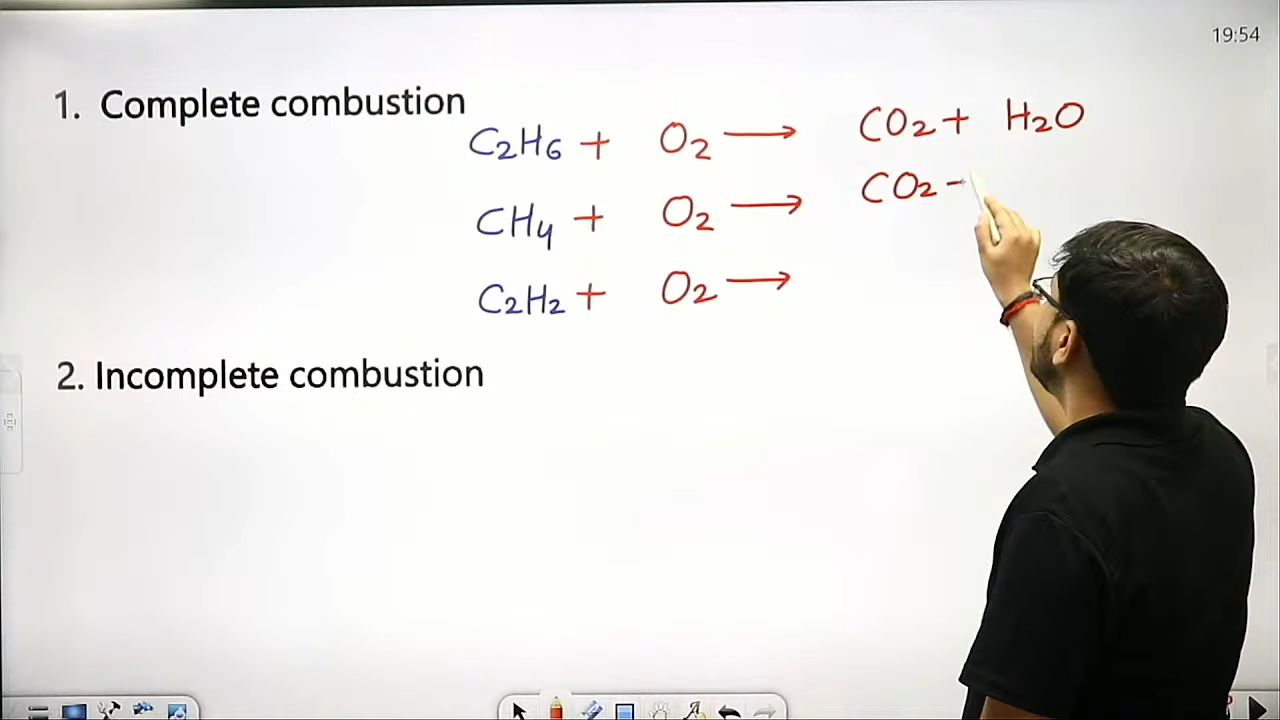 19:54
1. Complete combustion
C2H6 + O2 → CO2 + H2O
CH4 + O2 → CO2 -
C2H2 + O2 →
2. Incomplete combustion